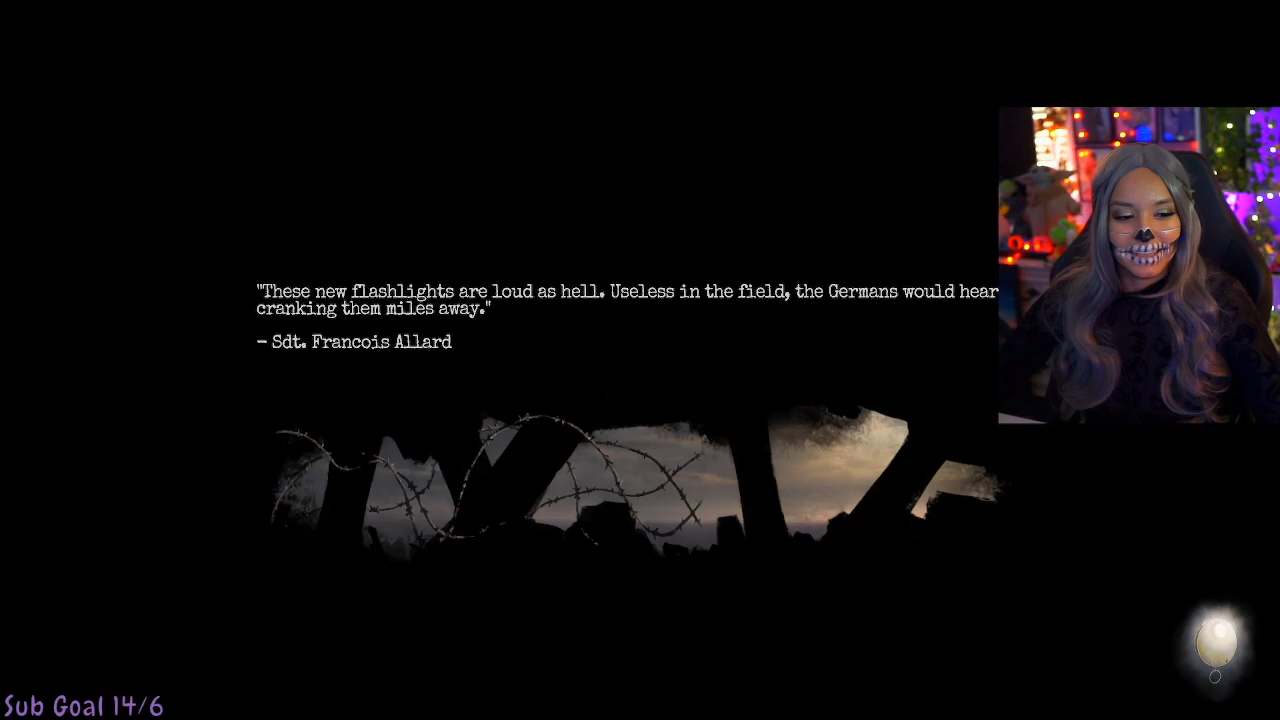 "These new flashlights are loud as hell. Useless in the field, the Germans would hear
cranking them miles away."
— Sdt. Francois Allard
Sub Goal 14/6